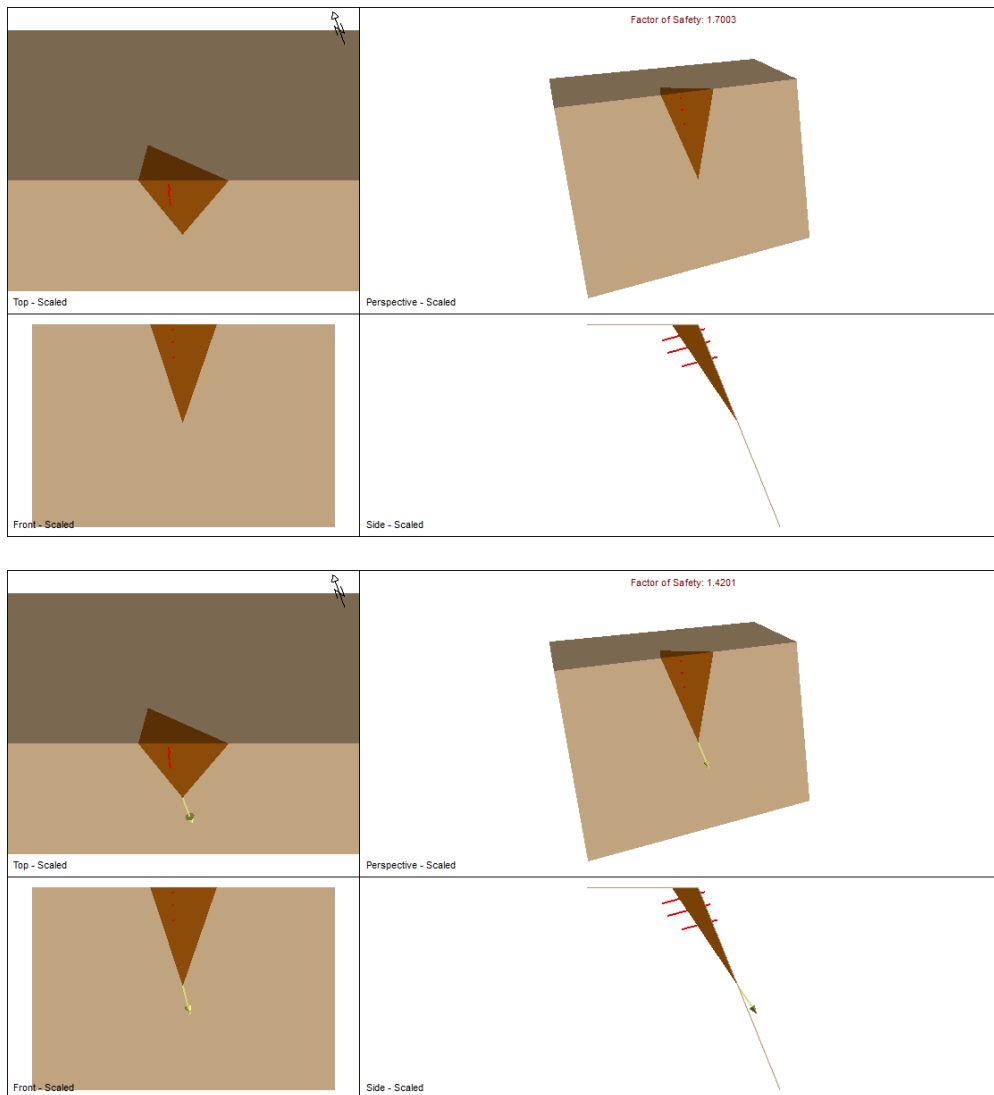 Factor of Safety: 1.7003
Top - Scaled
Perspective - Scaled
Front - Scaled
Side - Scaled
Factor of Safety: 1.4201
Top - Scaled
Perspective - Scaled
Front - Scaled
Side - Scaled